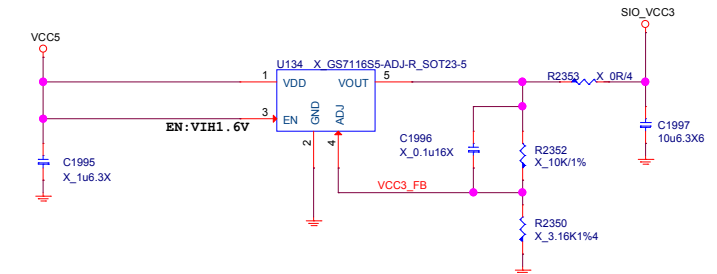 SIO_VCC3
VCC5
U134 X_GS7116S5-ADJ-R_SOT23-5
1 VDD VOUT 5
R2353 X_0R/4
3 EN GND ADJ
EN:VIH1.6V
2 4
C1995
X_1u6.3X
C1996
X_0.1u16X
R2352
X_10K/1%
C1997
10u6.3X6
VCC3_FB
R2350
X_3.16K1%4